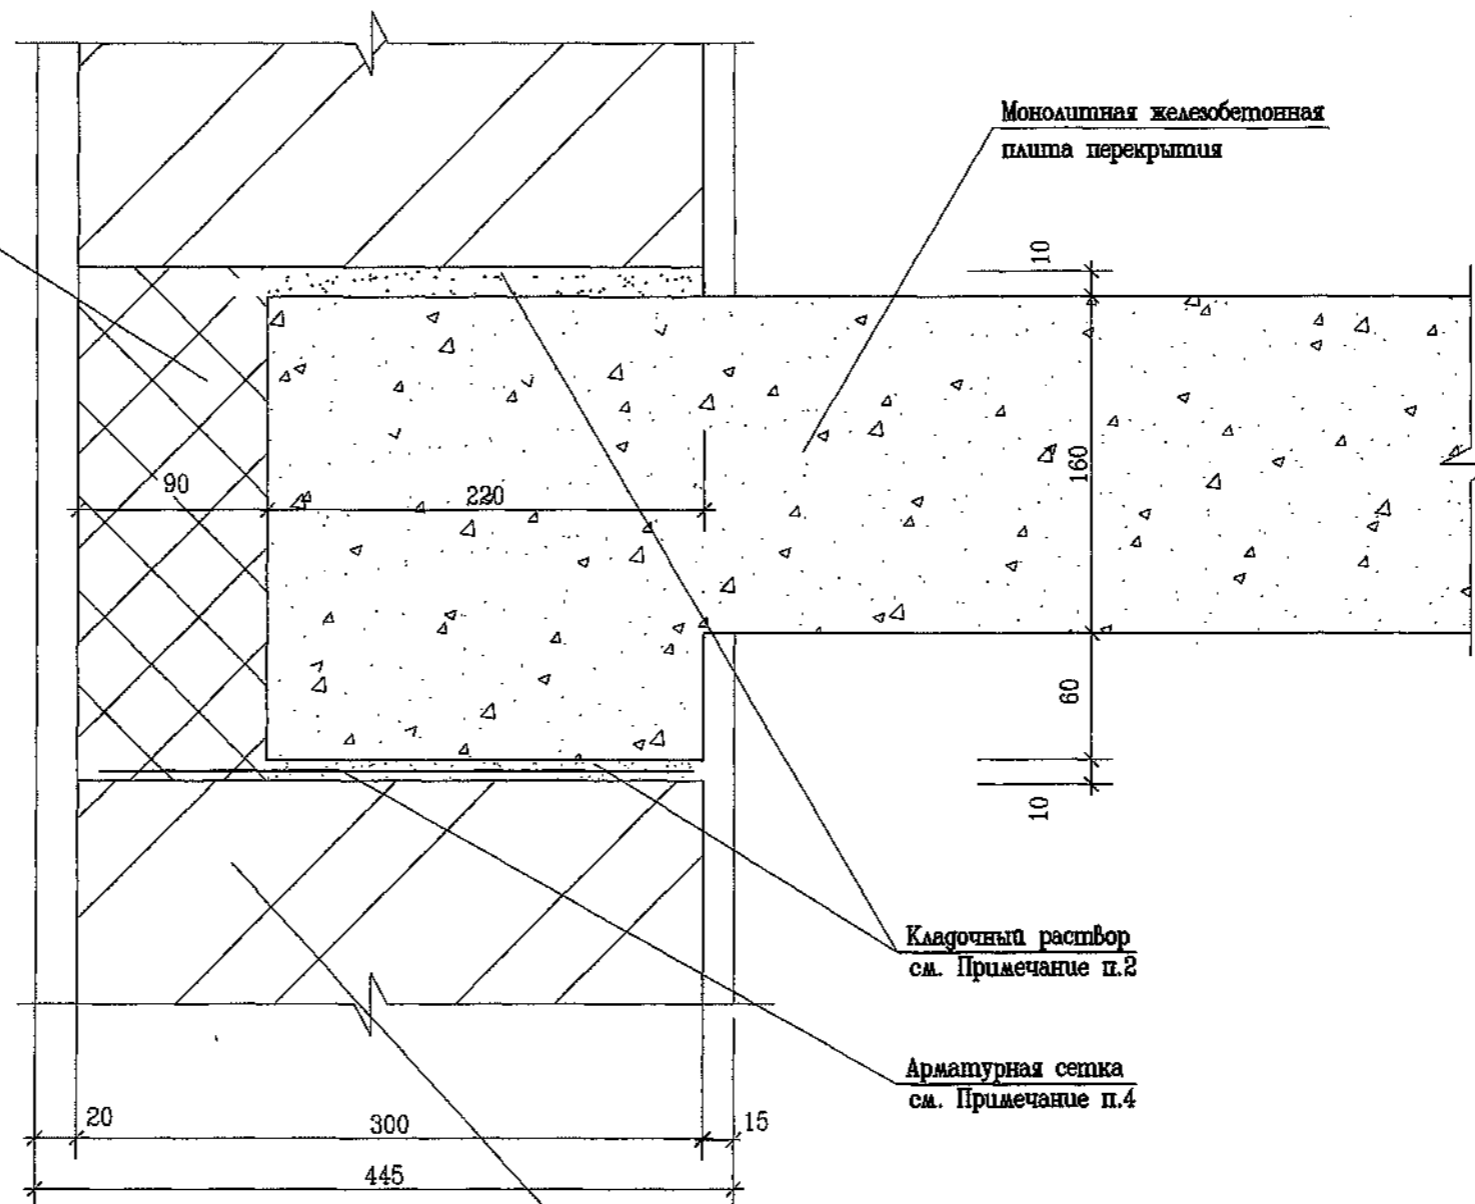 Монолитная железобетонная
плита перекрытия
10
90
220
160
60
10
Кладочный раствор
см. Примечание п.2
Арматурная сетка
см. Примечание п.4
20
300
15
445